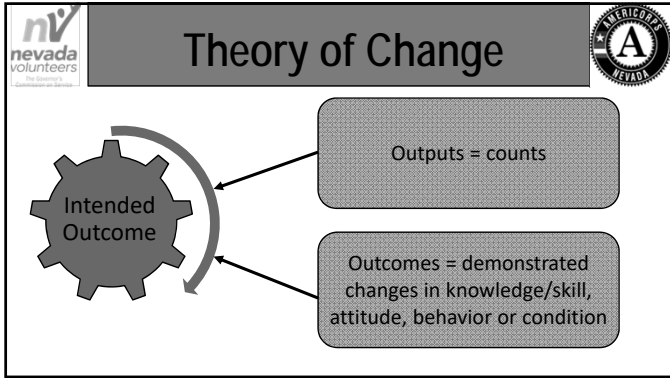 nv
nevada
volunteers
The Governor's
Commission on Service
Theory of Change
AMERICORPS
A
NEVADA
Intended
Outcome
Outputs = counts
Outcomes = demonstrated
changes in knowledge/skill,
attitude, behavior or condition